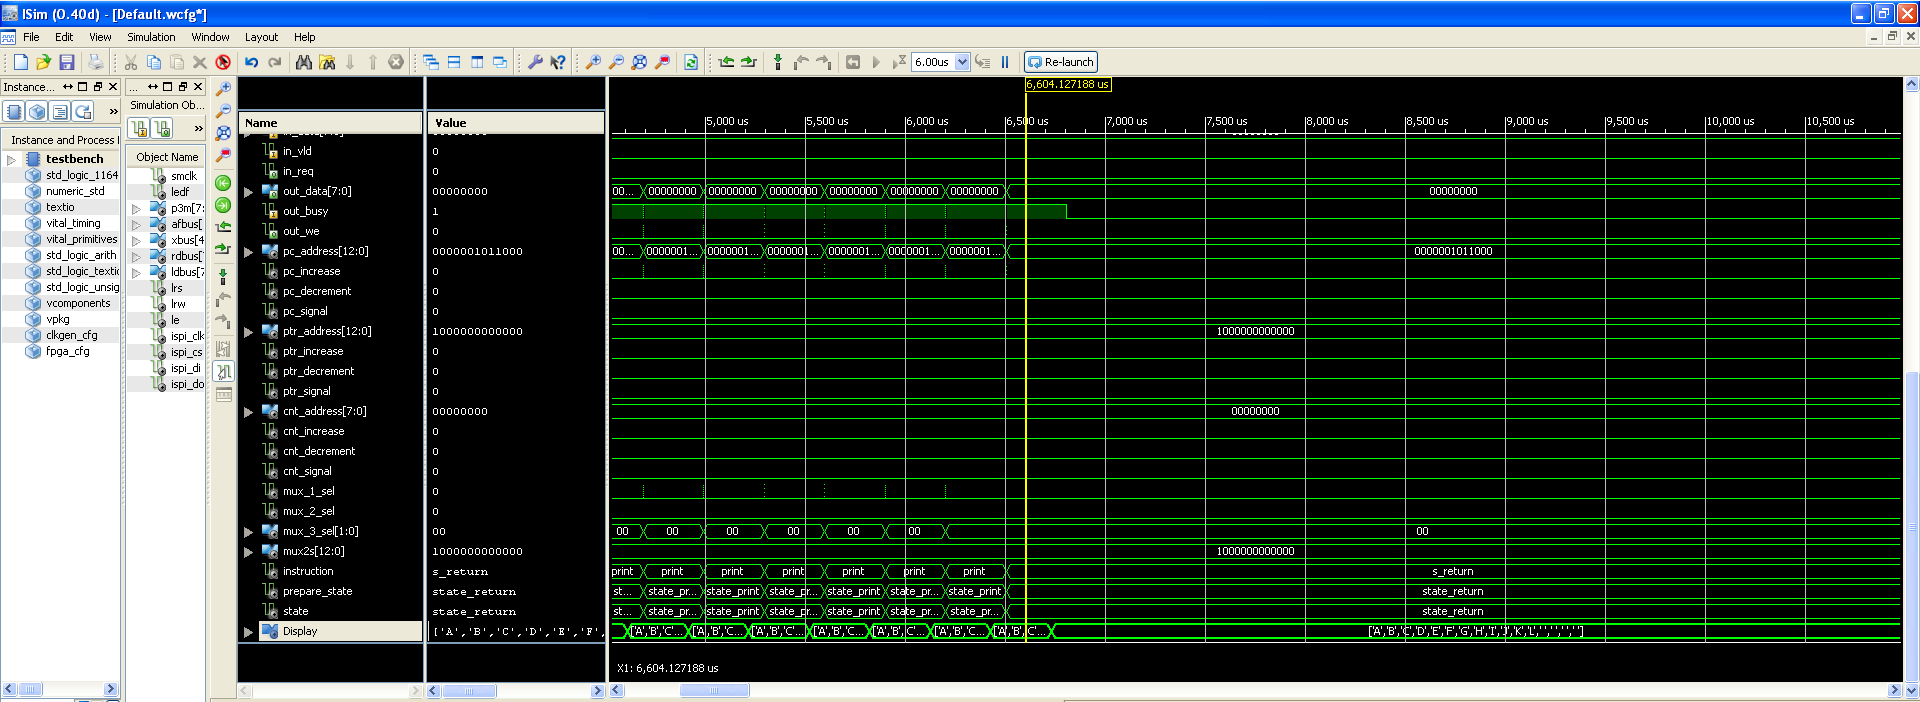 ISim (O.40d) - [Default.wcfg*]
File Edit View Simulation Window Layout Help
6.00us Re-launch
Instance...
Instance and Process
testbench
std_logic_1164
numeric_std
textio
vital_timing
vital_primitives
std_logic_arith
std_logic_textic
std_logic_unsig
vcomponents
vpkg
clkgen_cfg
fpga_cfg
...
Simulation Ob...
Object Name
smclk
ledf
p3m[7:
afbus[
xbus[4
rdbus[
ldbus[7
lrs
lrw
le
ispi_clk
ispi_cs
ispi_di
ispi_do
Name Value
in_vld 0
in_req 0
out_data[7:0] 00000000
out_busy 1
out_we 0
pc_address[12:0] 0000001011000
pc_increase 0
pc_decrement 0
pc_signal 0
ptr_address[12:0] 1000000000000
ptr_increase 0
ptr_decrement 0
ptr_signal 0
cnt_address[7:0] 00000000
cnt_increase 0
cnt_decrement 0
cnt_signal 0
mux_1_sel 0
mux_2_sel 0
mux_3_sel[1:0] 00
mux2s[12:0] 1000000000000
instruction s_return
prepare_state state_return
state state_return
Display ['A','B','C','D','E','F',
6,604.127188 us
5,000 us 5,500 us 6,000 us 6,500 us 7,000 us 7,500 us 8,000 us 8,500 us 9,000 us 9,500 us 10,000 us 10,500 us
00... 00000000 00000000 00000000 00000000 00000000 00000000 00000000
00... 0000001... 0000001... 0000001... 0000001... 0000001... 0000001... 0000001011000
1000000000000
00000000
00 00 00 00 00 00 00
1000000000000
print print print print print print print s_return
st... state_pr... state_print state_pr... state_print state_pr... state_print state_return
st... state_pr... state_print state_pr... state_print state_pr... state_pr... state_return
['A','B','C'... ['A','B','C'... ['A','B','C'... ['A','B','C'... ['A','B','C'... ['A','B','C'... ['A','B','C'... ['A','B','C','D','E','F','G','H','I','J','K','L',' ',' ',' ',' ']
X1: 6,604.127188 us